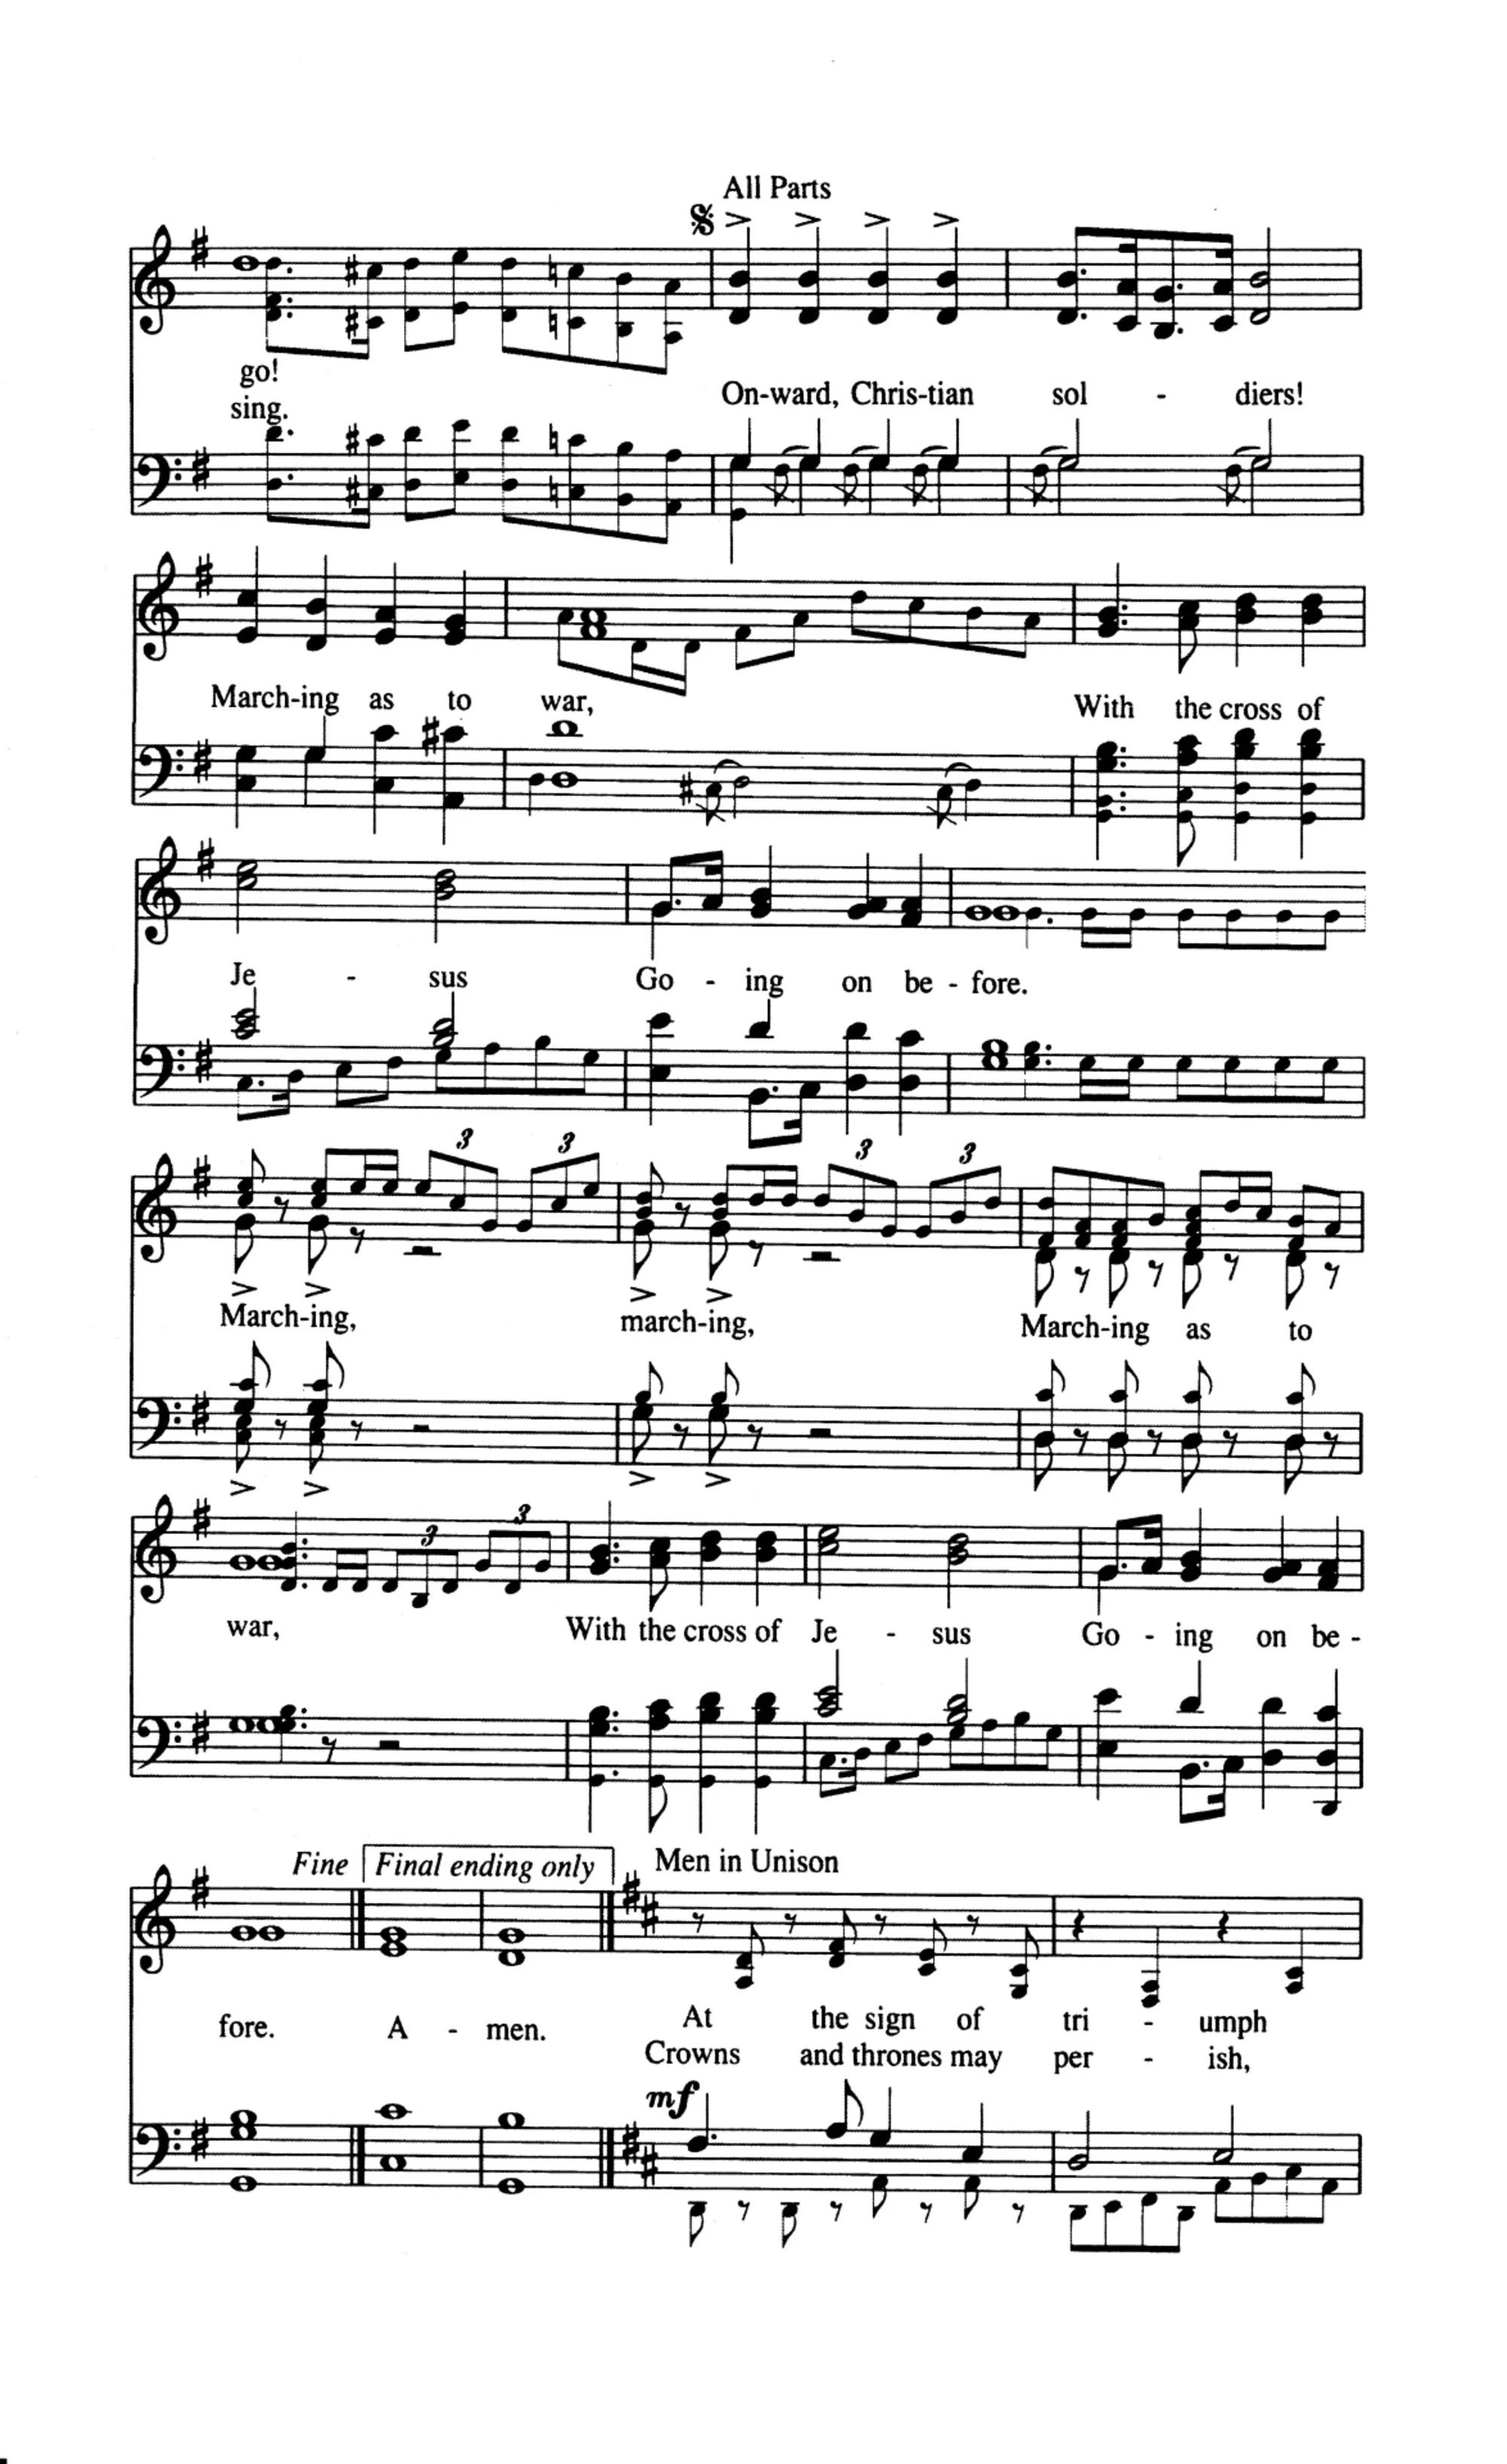 All Parts
go!
sing.
On-ward, Chris-tian sol - diers!
March-ing as to war, With the cross of
Je - sus Go - ing on be - fore.
3 3 3 3
March-ing, march-ing, March-ing as to
3 3
war, With the cross of Je - sus Go - ing on be -
Fine Final ending only Men in Unison
fore. A - men. At the sign of tri - umph
Crowns and thrones may per - ish,
mf